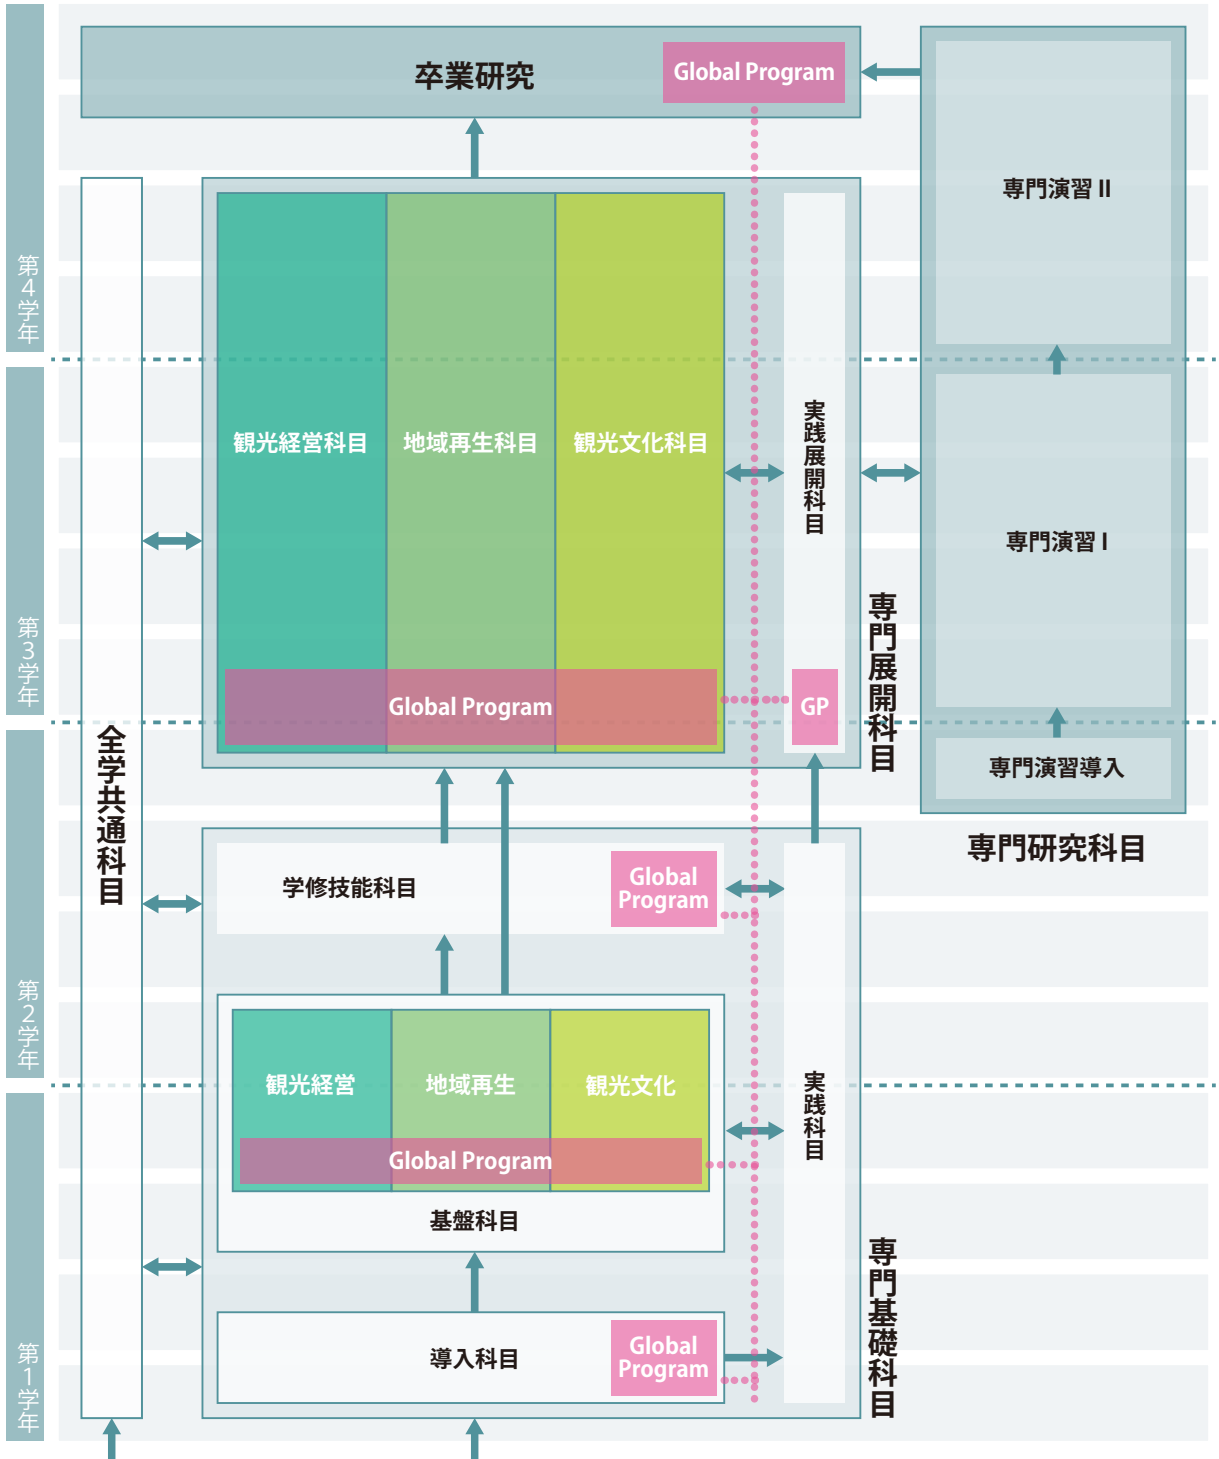 第4学年
卒業研究
Global Program
専門演習 II
観光経営科目
地域再生科目
観光文化科目
実践展開科目
第3学年
専門演習 I
専門展開科目
Global Program
GP
専門演習導入
専門研究科目
全学共通科目
第2学年
学修技能科目
Global
Program
観光経営
地域再生
観光文化
Global Program
基盤科目
実践科目
第1学年
導入科目
Global
Program
専門基礎科目